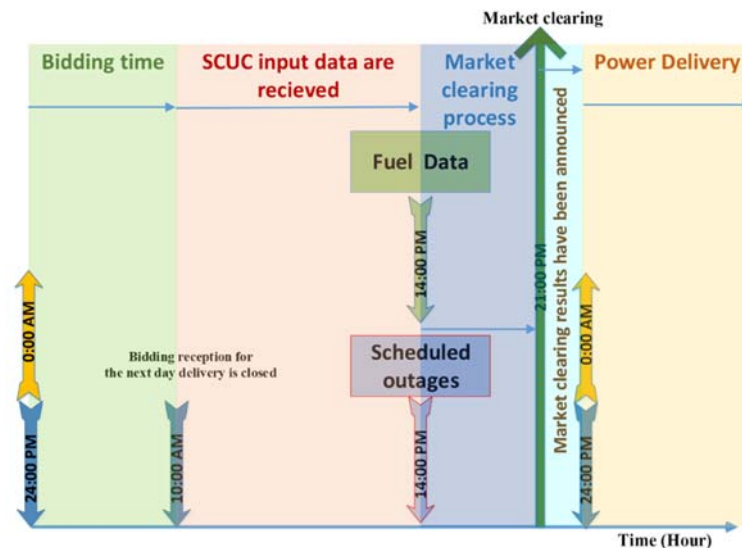 Market clearing
Bidding time
SCUC input data are
recieved
Market
clearing
process
Power Delivery
Fuel Data
14:00 PM
21:00 PM
Market clearing results have been announced
0:00 AM
0:00 AM
Bidding reception for
the next day delivery is closed
Scheduled
outages
24:00 PM
10:00 AM
14:00 PM
24:00 PM
Time (Hour)